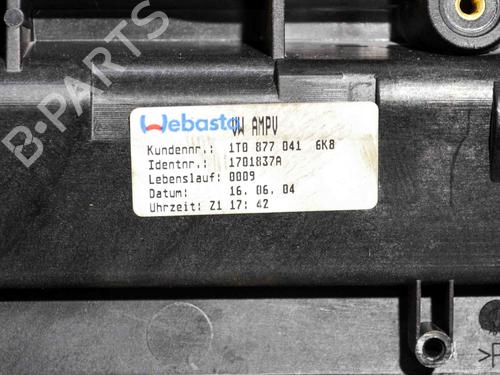 B-PARTS
Webasto VW AMPV
Kundennr.: 1T0 877 041 6K8
Identnr.: 1701837A
Lebenslauf: 0009
Datum: 16. 06. 04
Uhrzeit: Z1 17: 42